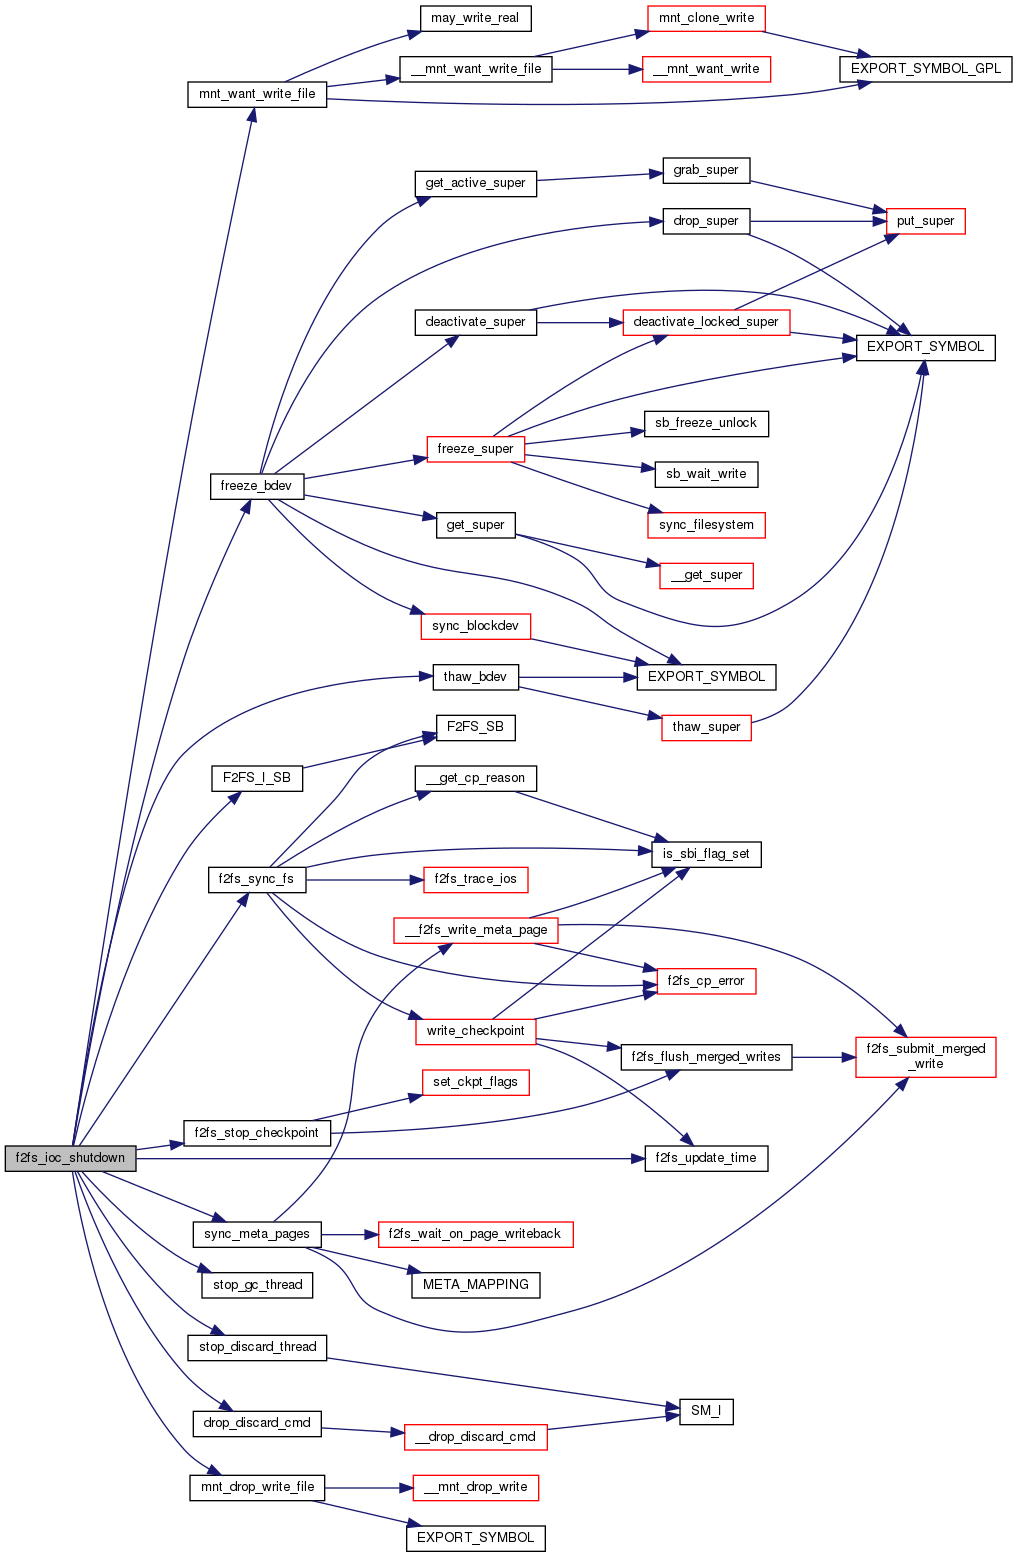 may_write_real
mnt_clone_write
__mnt_want_write_file
__mnt_want_write
EXPORT_SYMBOL_GPL
mnt_want_write_file
grab_super
get_active_super
drop_super
put_super
deactivate_super
deactivate_locked_super
EXPORT_SYMBOL
sb_freeze_unlock
freeze_super
sb_wait_write
freeze_bdev
get_super
sync_filesystem
__get_super
sync_blockdev
thaw_bdev
EXPORT_SYMBOL
F2FS_SB
thaw_super
F2FS_I_SB
__get_cp_reason
is_sbi_flag_set
f2fs_sync_fs
f2fs_trace_ios
__f2fs_write_meta_page
f2fs_cp_error
write_checkpoint
f2fs_flush_merged_writes
f2fs_submit_merged
_write
set_ckpt_flags
f2fs_stop_checkpoint
f2fs_ioc_shutdown
f2fs_update_time
sync_meta_pages
f2fs_wait_on_page_writeback
stop_gc_thread
META_MAPPING
stop_discard_thread
SM_I
drop_discard_cmd
__drop_discard_cmd
mnt_drop_write_file
__mnt_drop_write
EXPORT_SYMBOL